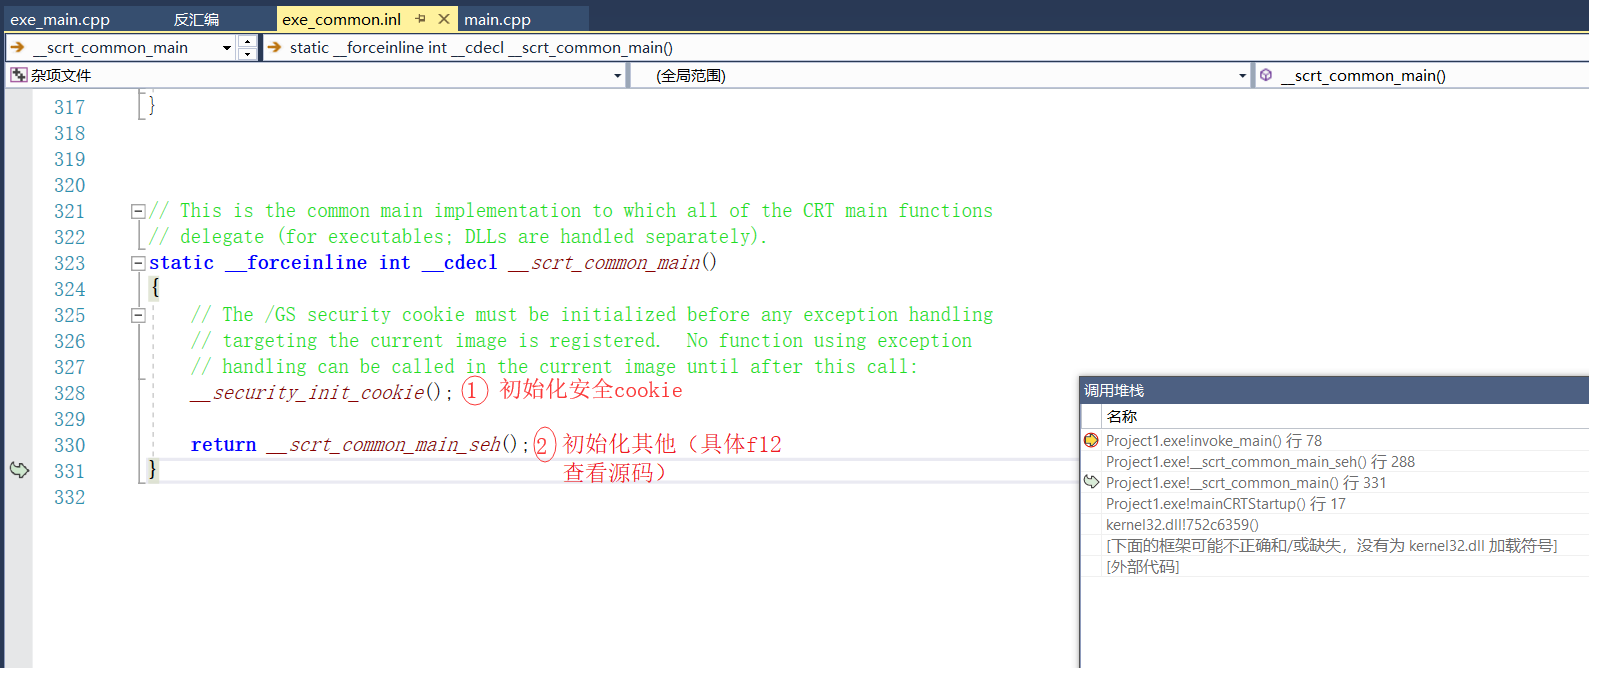 exe_main.cpp 反汇编 exe_common.inl main.cpp
__scrt_common_main static __forceinline int __cdecl __scrt_common_main()
杂项文件 (全局范围) __scrt_common_main()
317 }
318
319
320
321 // This is the common main implementation to which all of the CRT main functions
322 // delegate (for executables; DLLs are handled separately).
323 static __forceinline int __cdecl __scrt_common_main()
324 {
325 // The /GS security cookie must be initialized before any exception handling
326 // targeting the current image is registered.  No function using exception
327 // handling can be called in the current image until after this call:
328 __security_init_cookie(); ① 初始化安全cookie
329
330 return __scrt_common_main_seh(); ② 初始化其他（具体f12
查看源码）
331 }
332
调用堆栈
名称
Project1.exe!invoke_main() 行 78
Project1.exe!__scrt_common_main_seh() 行 288
Project1.exe!__scrt_common_main() 行 331
Project1.exe!mainCRTStartup() 行 17
kernel32.dll!752c6359()
[下面的框架可能不正确和/或缺失，没有为 kernel32.dll 加载符号]
[外部代码]